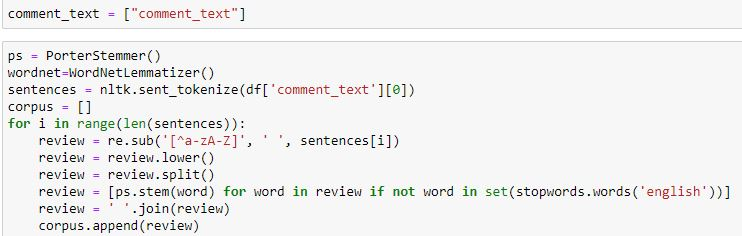 comment_text = ["comment_text"]
ps = PorterStemmer()
wordnet=WordNetLemmatizer()
sentences = nltk.sent_tokenize(df['comment_text'][0])
corpus = []
for i in range(len(sentences)):
    review = re.sub('[^a-zA-Z]', ' ', sentences[i])
    review = review.lower()
    review = review.split()
    review = [ps.stem(word) for word in review if not word in set(stopwords.words('english'))]
    review = ' '.join(review)
    corpus.append(review)